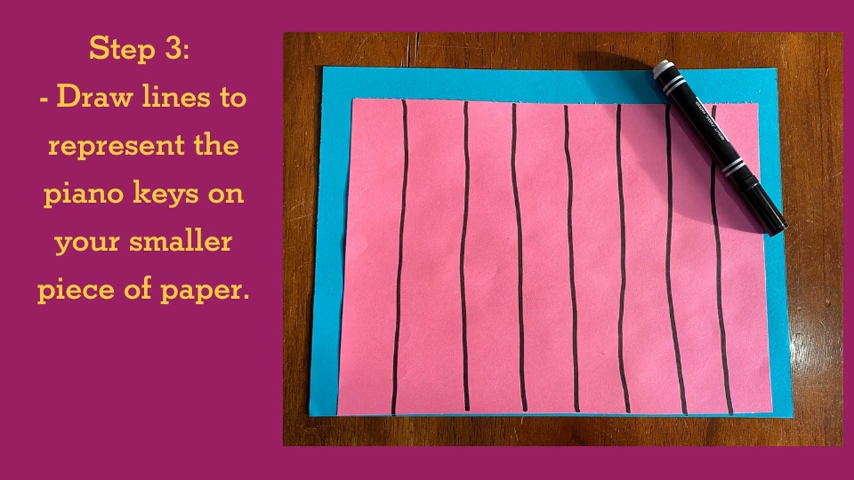 Step 3:
- Draw lines to
represent the
piano keys on
your smaller
piece of paper.